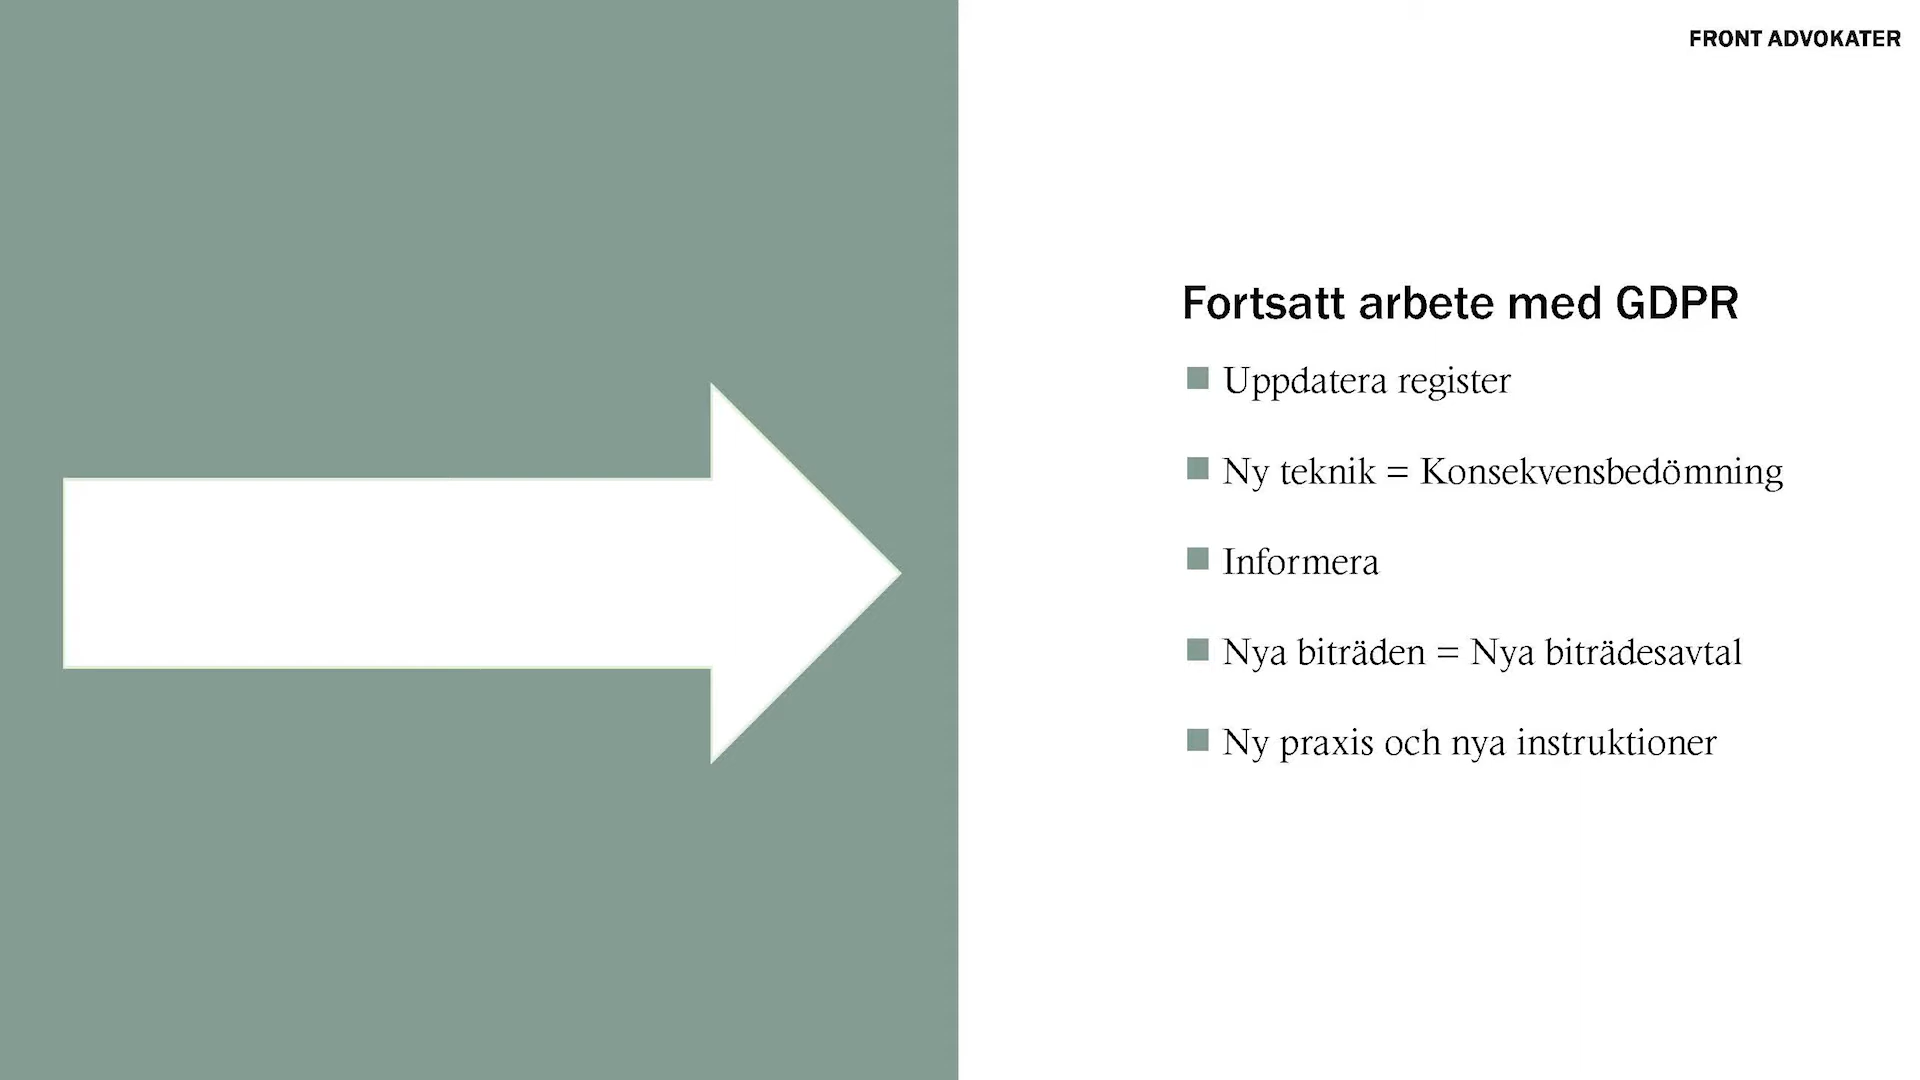 FRONT ADVOKATER
Fortsatt arbete med GDPR
Uppdatera register
Ny teknik = Konsekvensbedömning
Informera
Nya biträden = Nya biträdesavtal
Ny praxis och nya instruktioner